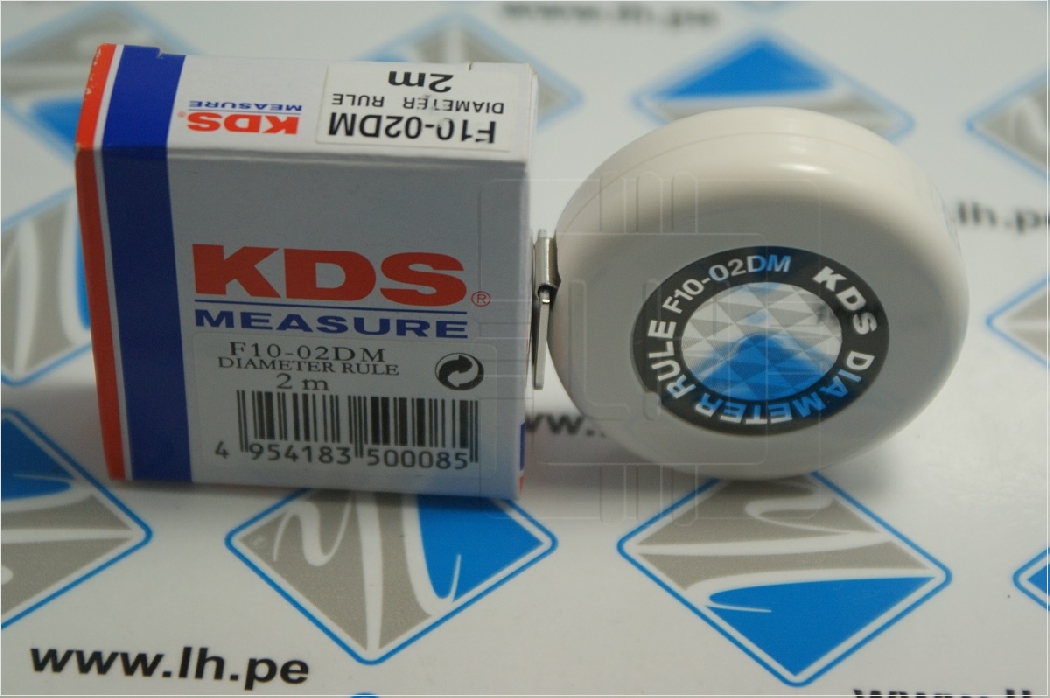 www.lh.pe
F10-02DM
DIAMETER RULE
2m
KDS®
MEASURE
KDS®
MEASURE
F10-02DM
DIAMETER RULE
2 m
4 954183 500085
F10-02DM KDS DIAMETER RULE
lh.pe
www.lh.pe